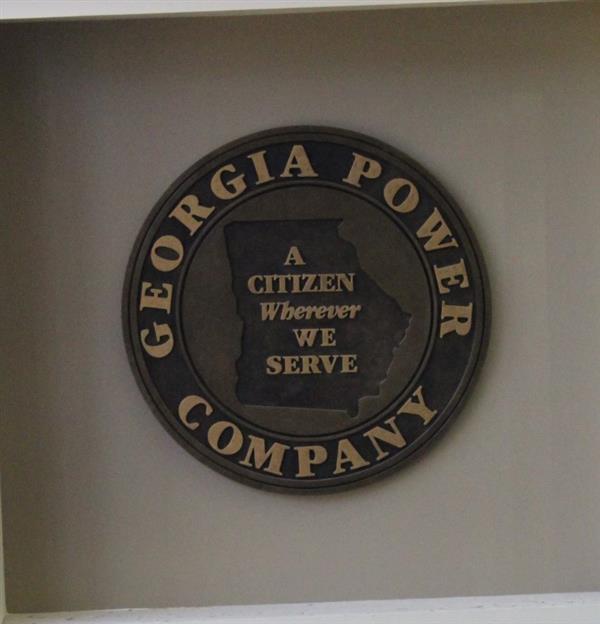 GEORGIA POWER
COMPANY
A
CITIZEN
Wherever
WE
SERVE